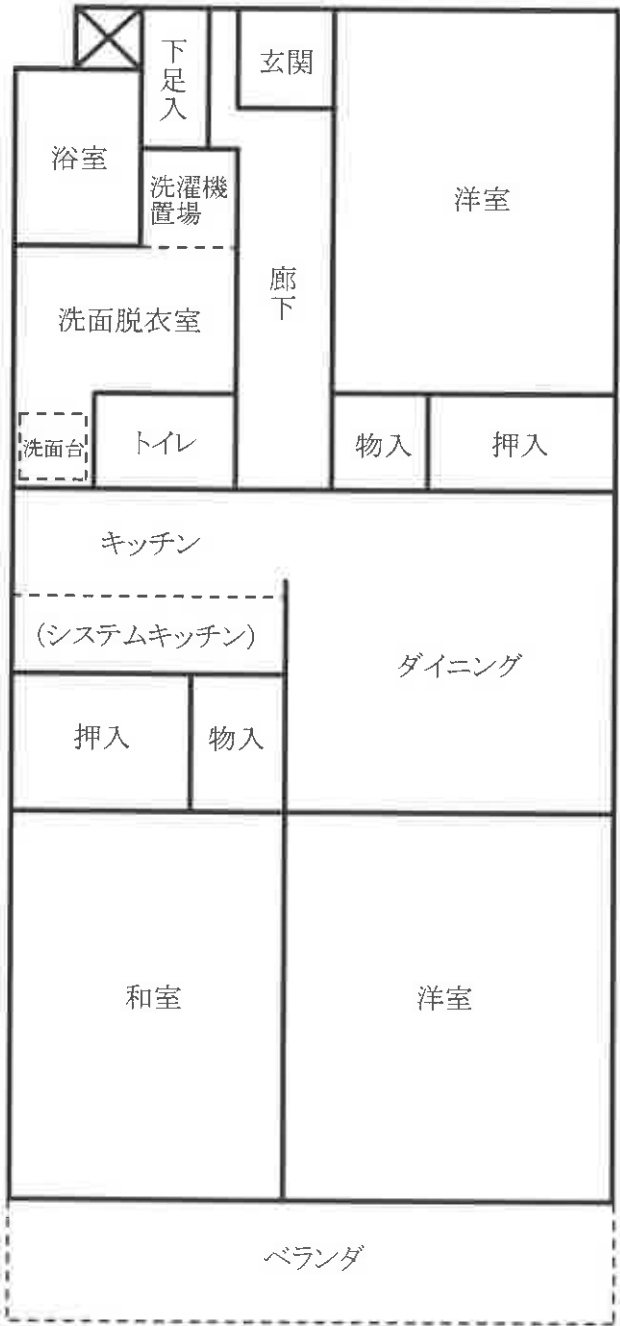 下足入
玄関
浴室
洗濯機
置場
洋室
廊下
洗面脱衣室
洗面台
トイレ
物入
押入
キッチン
(システムキッチン)
ダイニング
押入
物入
和室
洋室
ベランダ